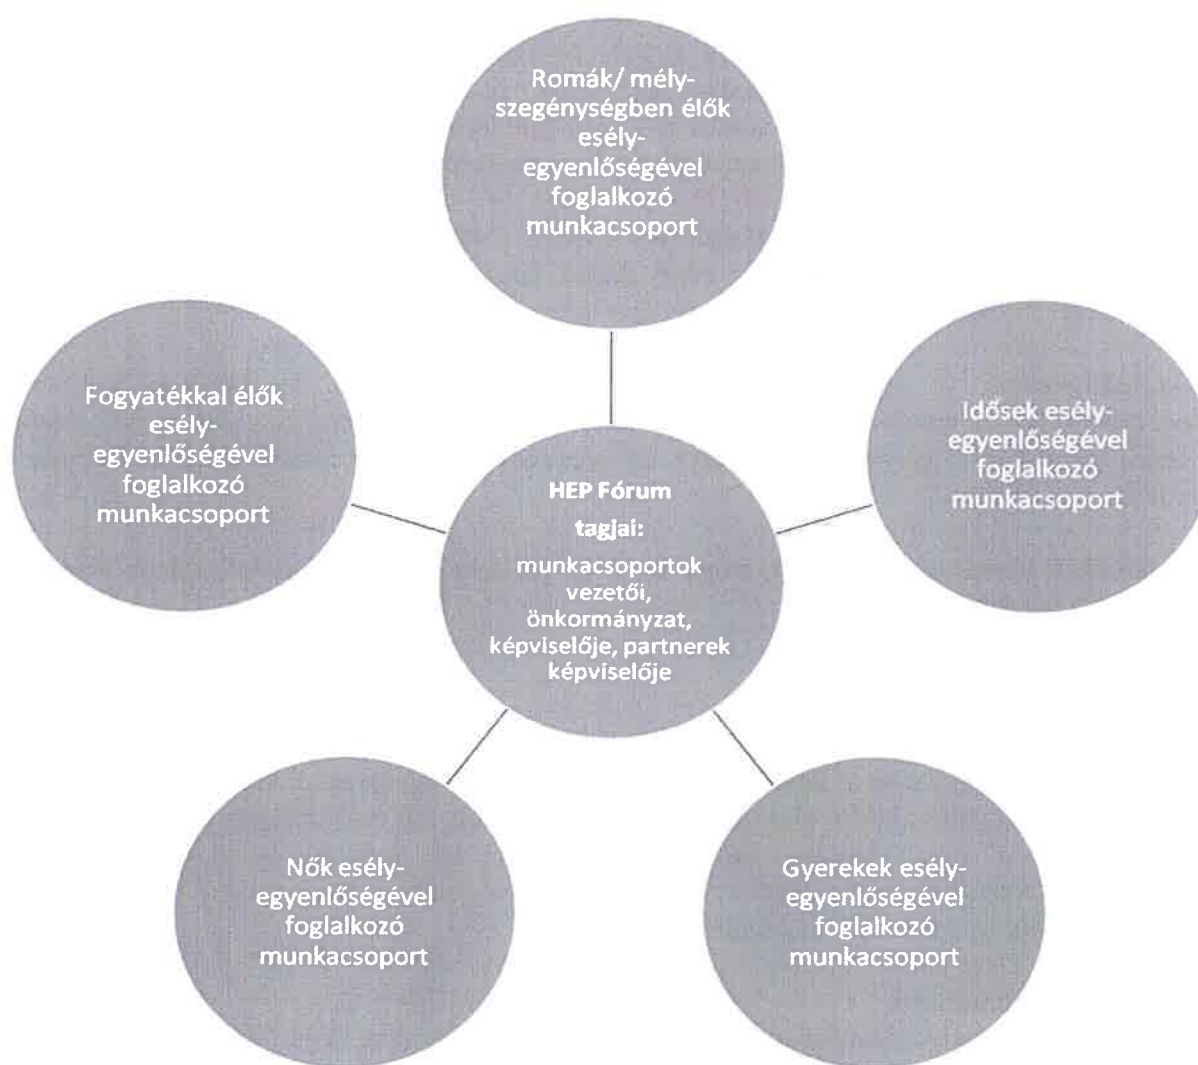 Romák/ mély-
szegénységben élők
esély-
egyenlőségével
foglalkozó
munkacsoport
Fogyatékkal élők
esély-
egyenlőségével
foglalkozó
munkacsoport
Idősek esély-
egyenlőségével
foglalkozó
munkacsoport
HEP Fórum
tagjai:
munkacsoportok
vezetői,
önkormányzat,
képviselője, partnerek
képviselője
Nők esély-
egyenlőségével
foglalkozó
munkacsoport
Gyerekek esély-
egyenlőségével
foglalkozó
munkacsoport